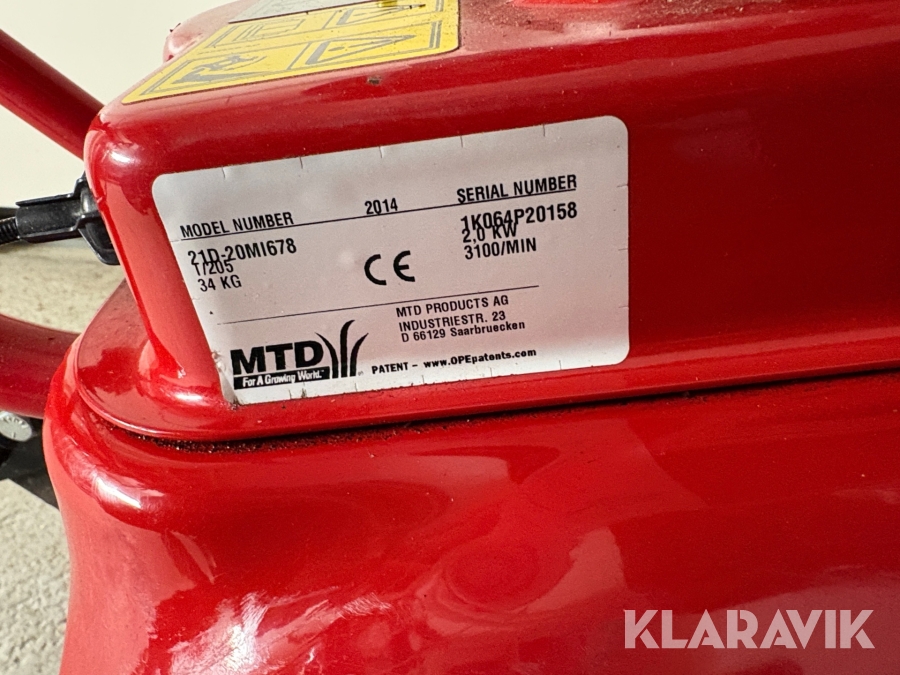 MODEL NUMBER 2014 SERIAL NUMBER
21D-20MI678 1K064P20158
T/205 2,0 KW
34 KG CE 3100/MIN
MTD PRODUCTS AG
INDUSTRIESTR. 23
D 66129 Saarbruecken
MTD
For A Growing World.
PATENT - www.OPEpatents.com
KLARAVIK